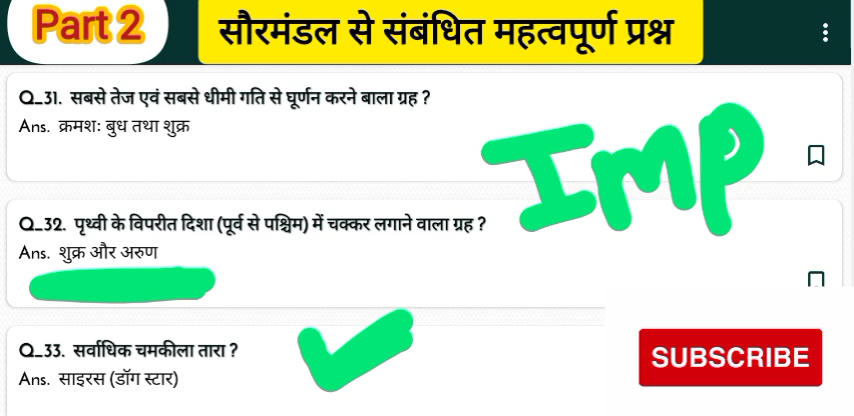 Part 2
सौरमंडल से संबंधित महत्वपूर्ण प्रश्न
Q_31. सबसे तेज एवं सबसे धीमी गति से घूर्णन करने बाला ग्रह ?
Ans. क्रमशः बुध तथा शुक्र
Imp
Q_32. पृथ्वी के विपरीत दिशा (पूर्व से पश्चिम) में चक्कर लगाने वाला ग्रह ?
Ans. शुक्र और अरुण
Q_33. सर्वाधिक चमकीला तारा ?
Ans. साइरस (डॉग स्टार)
SUBSCRIBE